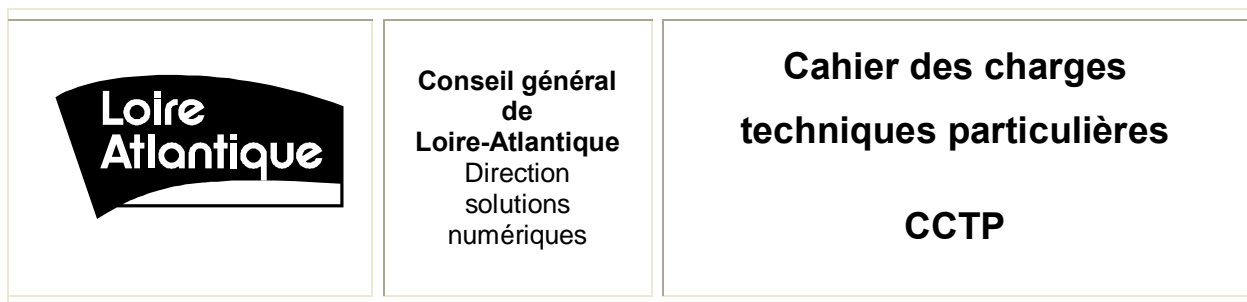 Loire
Atlantique
Conseil général
de
Loire-Atlantique
Direction
solutions
numériques
Cahier des charges
techniques particulières
CCTP